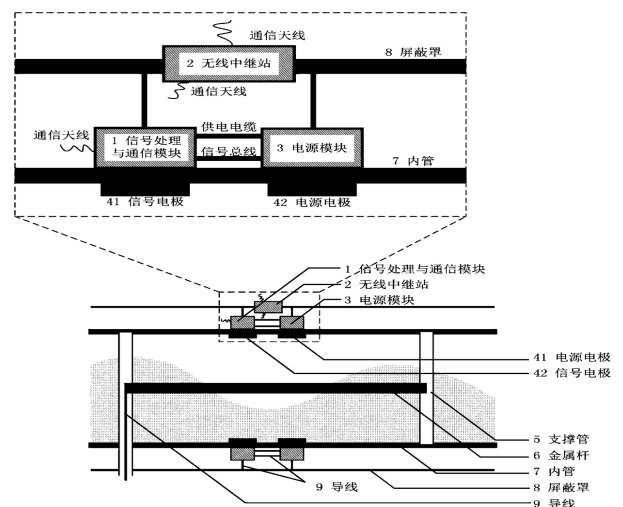 通信天线
8 屏蔽罩
2 无线中继站
通信天线
供电电缆
通信天线
1 信号处理
与通信模块
3 电源模块
信号总线
7 内管
41 信号电极
42 电源电极
1 信号处理与通信模块
2 无线中继站
3 电源模块
41 电源电极
42 信号电极
5 支撑管
6 金属杆
7 内管
9 导线
8 屏蔽罩
9 导线